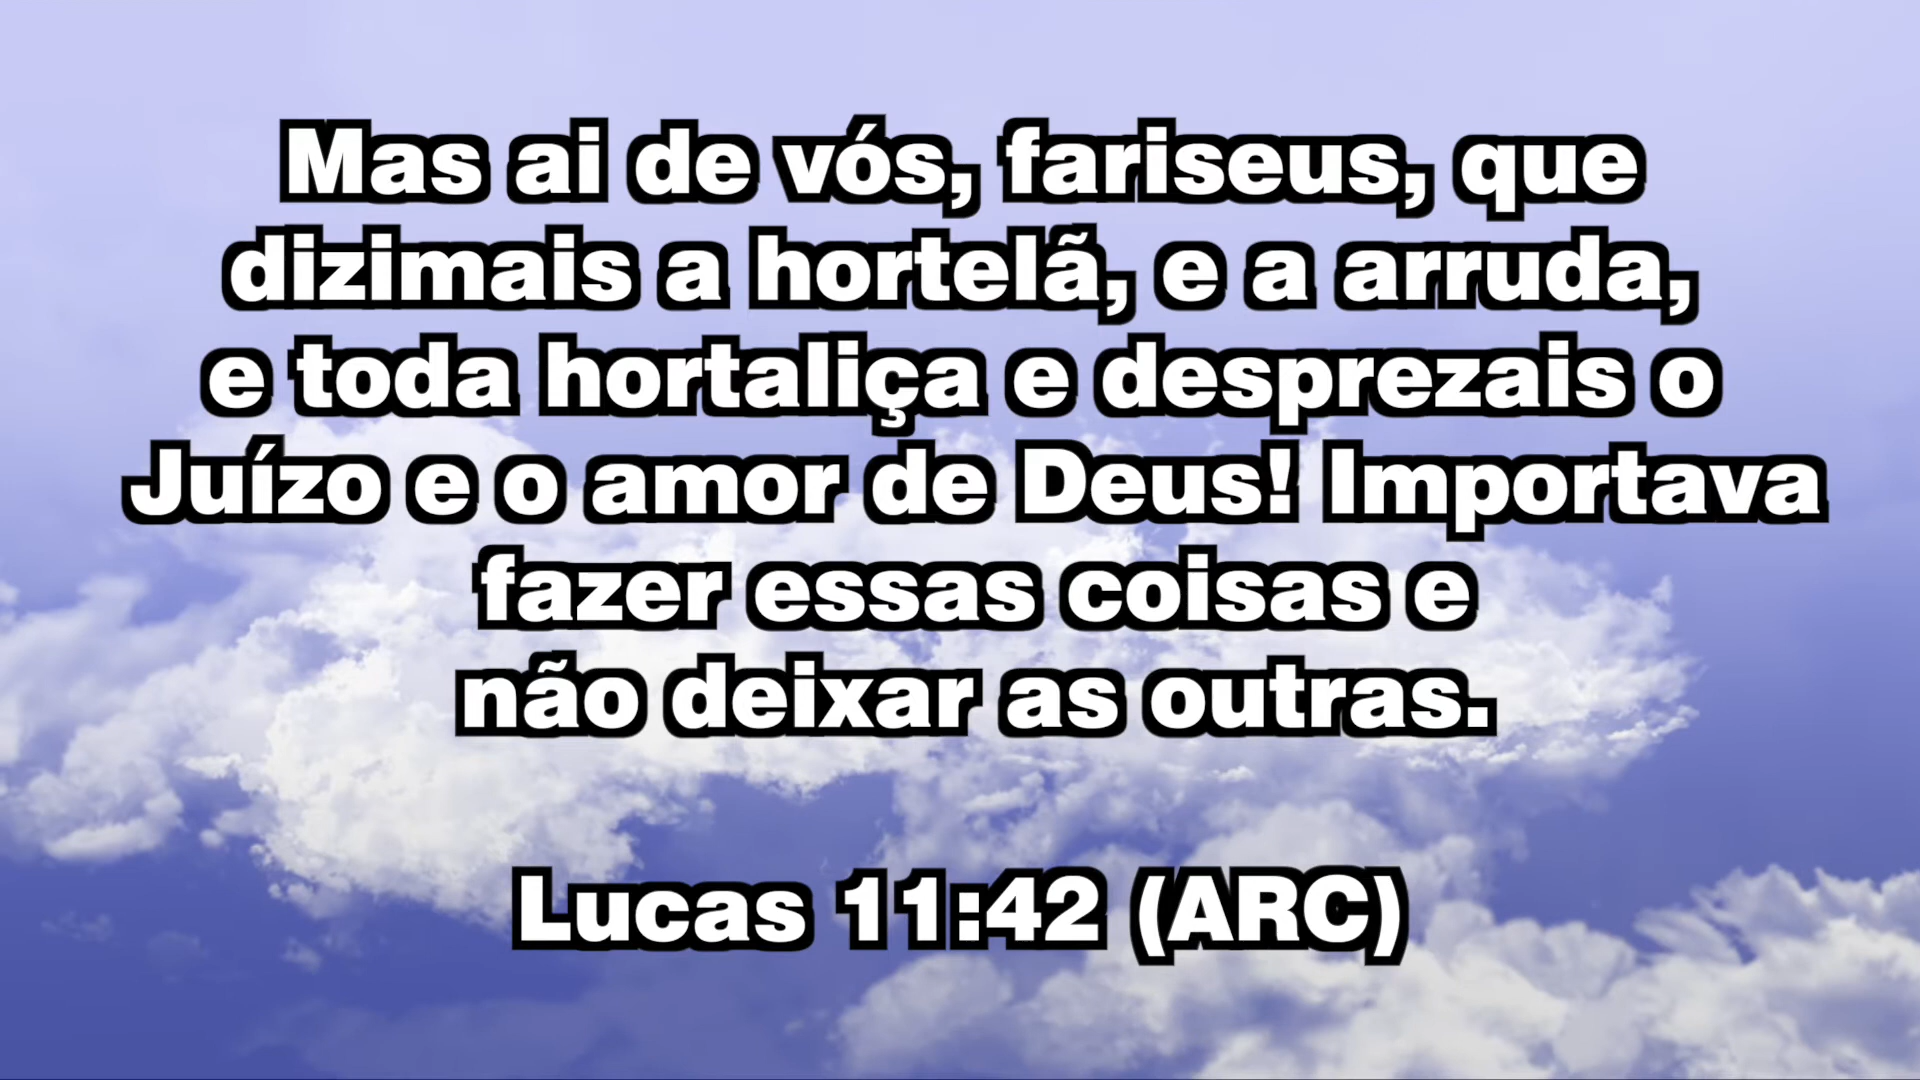 Mas ai de vós, fariseus, que
dizimais a hortelã, e a arruda,
e toda hortaliça e desprezais o
Juízo e o amor de Deus! Importava
fazer essas coisas e
não deixar as outras.
Lucas 11:42 (ARC)